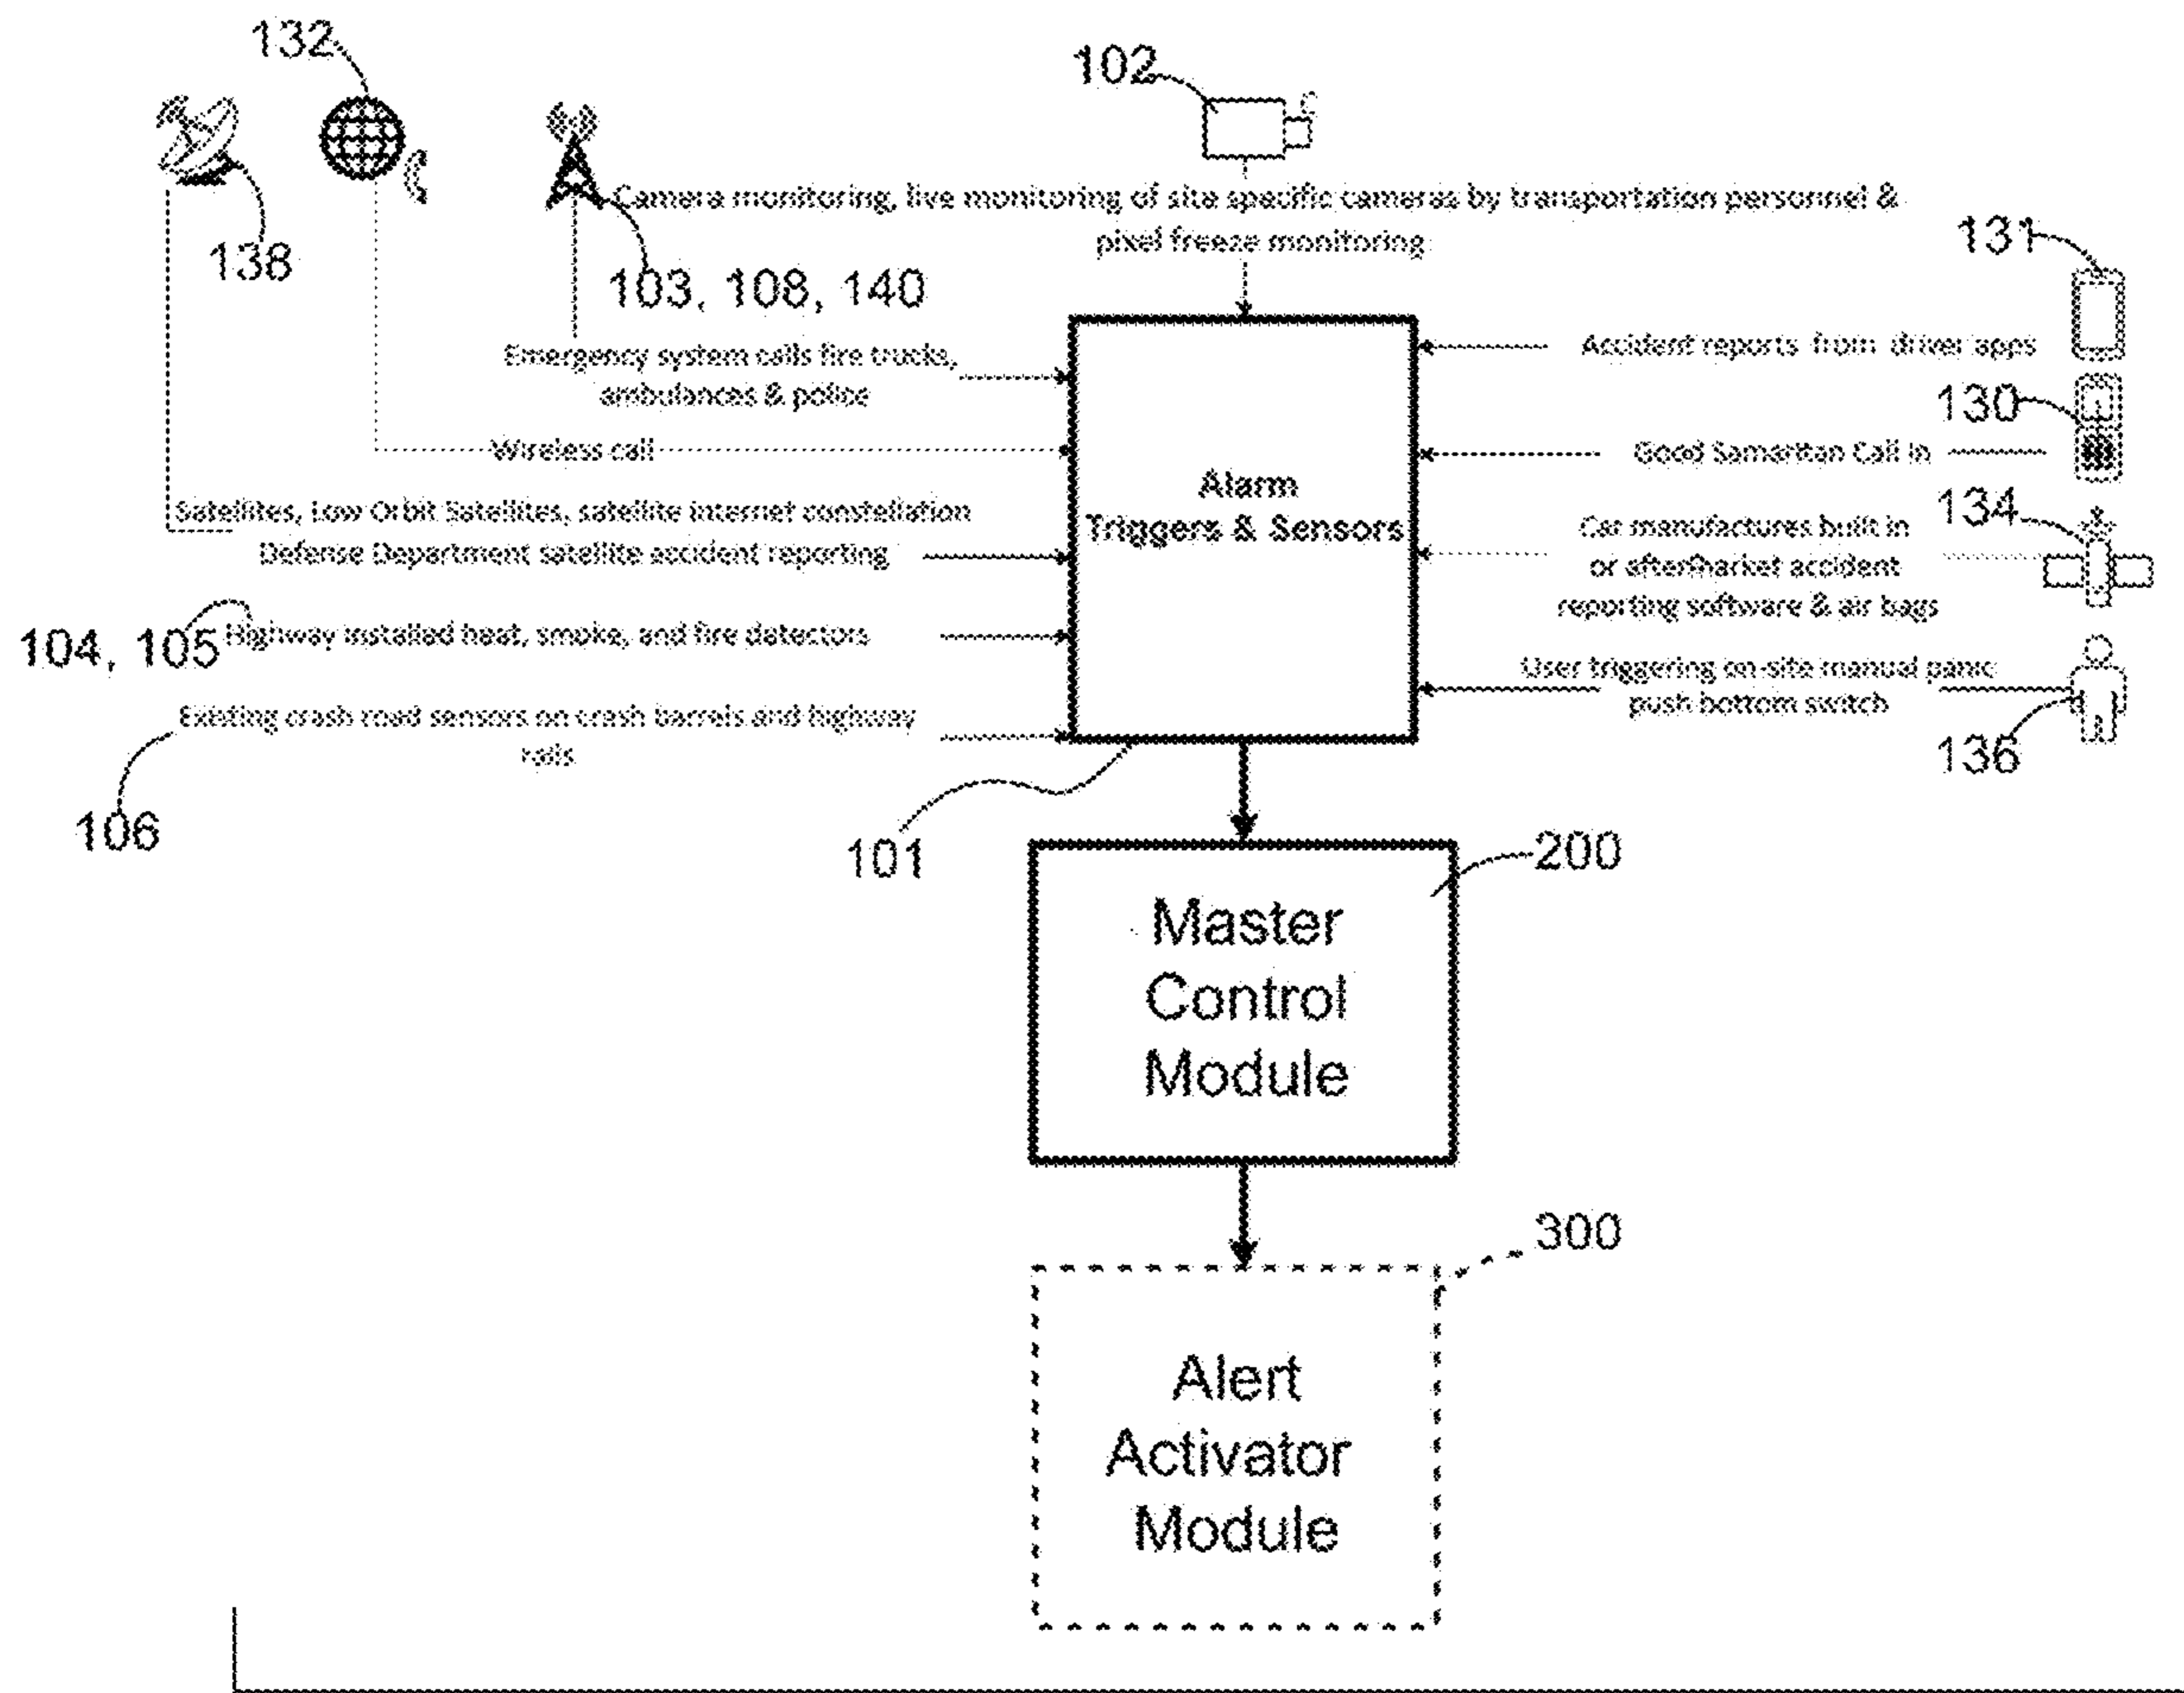 132
102
138
103, 108, 140
Camera monitoring, live monitoring of site specific cameras by transportation personnel &
pixel freeze monitoring
131
Emergency system calls fire trucks,
ambulances & police
Wireless call
Satellites, Low Orbit Satellites, satellite internet constellation
Defense Department satellite accident reporting
104, 105
Highway installed heat, smoke, and fire detectors
Existing crash road sensors on crash barrels and highway
rails
106
Alarm
Triggers & Sensors
101
Accident reports from driver apps
130
Good Samaritan Call in
134
Car manufactures built in
or aftermarket accident
reporting software & air bags
User triggering on-site manual panic
push bottom switch
136
200
Master
Control
Module
300
Alert
Activator
Module